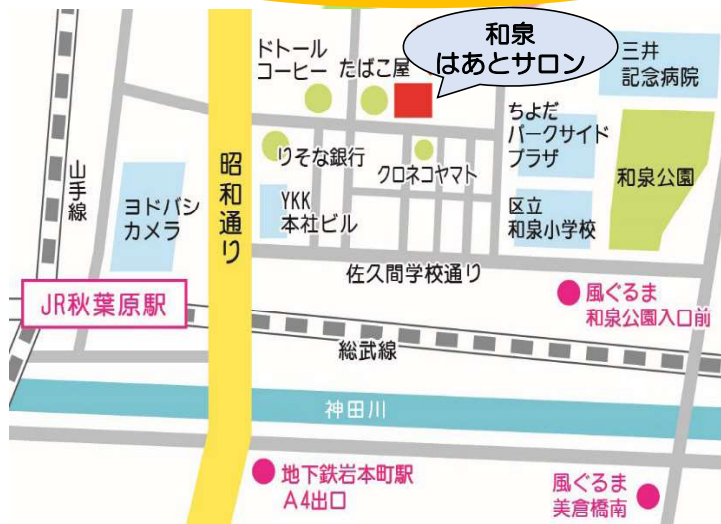 和泉
はあとサロン
ドトール
コーヒー
たばこ屋
三井
記念病院
ちよだ
パークサイド
プラザ
和泉公園
りそな銀行
クロネコヤマト
昭和通り
山手線
ヨドバシ
カメラ
YKK
本社ビル
区立
和泉小学校
佐久間学校通り
JR秋葉原駅
風ぐるま
和泉公園入口前
総武線
神田川
地下鉄岩本町駅
A4出口
風ぐるま
美倉橋南